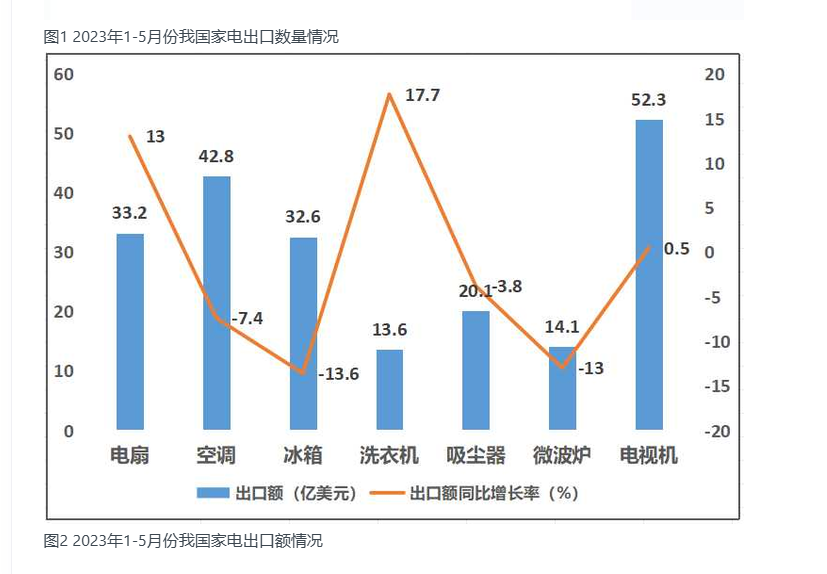 图1 2023年1-5月份我国家电出口数量情况
60 20
52.3
17.7
50 13 15
42.8
40 10
33.2 32.6
5
30 0.5 0
20.1 -3.8
20 -7.4 13.6 14.1 -5
-10
10 -13.6 -13 -15
0 -20
电扇 空调 冰箱 洗衣机 吸尘器 微波炉 电视机
出口额（亿美元） 出口额同比增长率（%）
图2 2023年1-5月份我国家电出口额情况